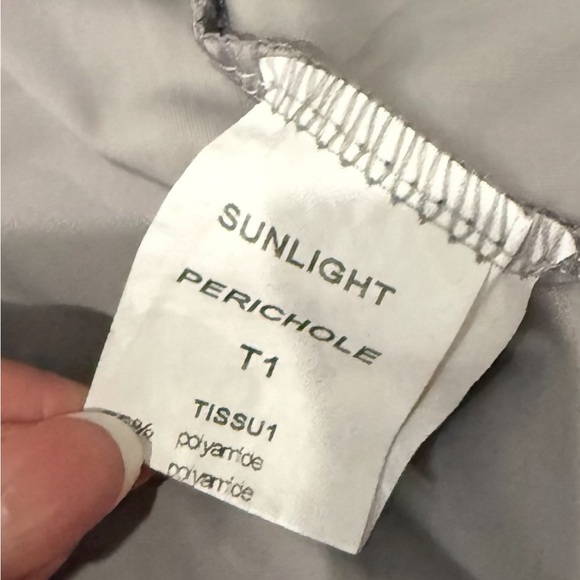 SUNLIGHT
PERICHOLE
T1
TISSU1
% polyamide
polyamide